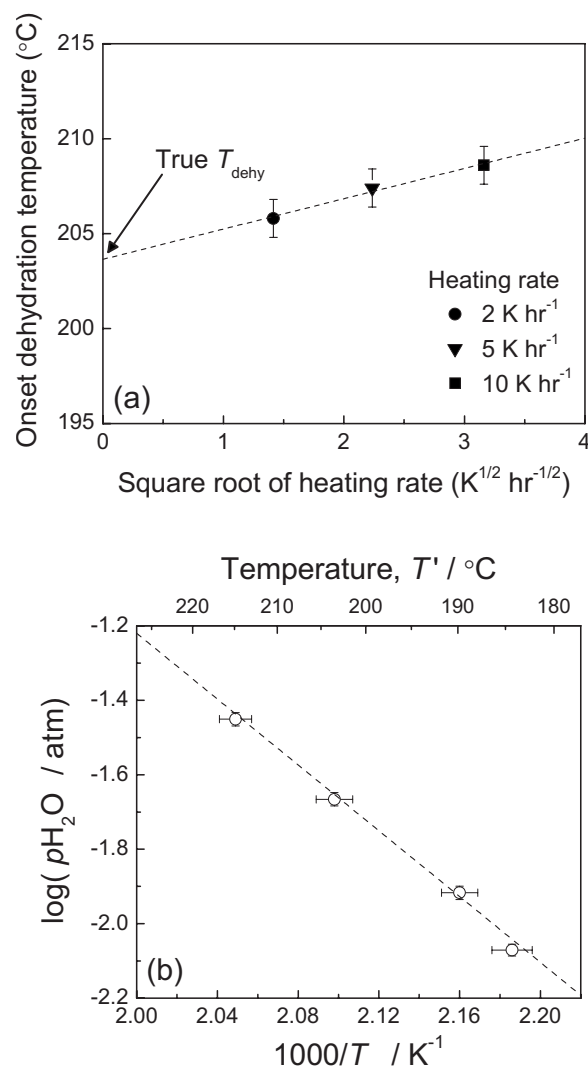 215
210
205
200
195
Onset dehydration temperature (°C)
True T_dehy
Heating rate
2 K hr⁻¹
5 K hr⁻¹
10 K hr⁻¹
(a)
0 1 2 3 4
Square root of heating rate (K^1/2 hr^-1/2)
Temperature, T' / °C
220 210 200 190 180
-1.2
-1.4
-1.6
-1.8
-2.0
-2.2
log( pH₂O / atm)
(b)
2.00 2.04 2.08 2.12 2.16 2.20
1000/T / K⁻¹